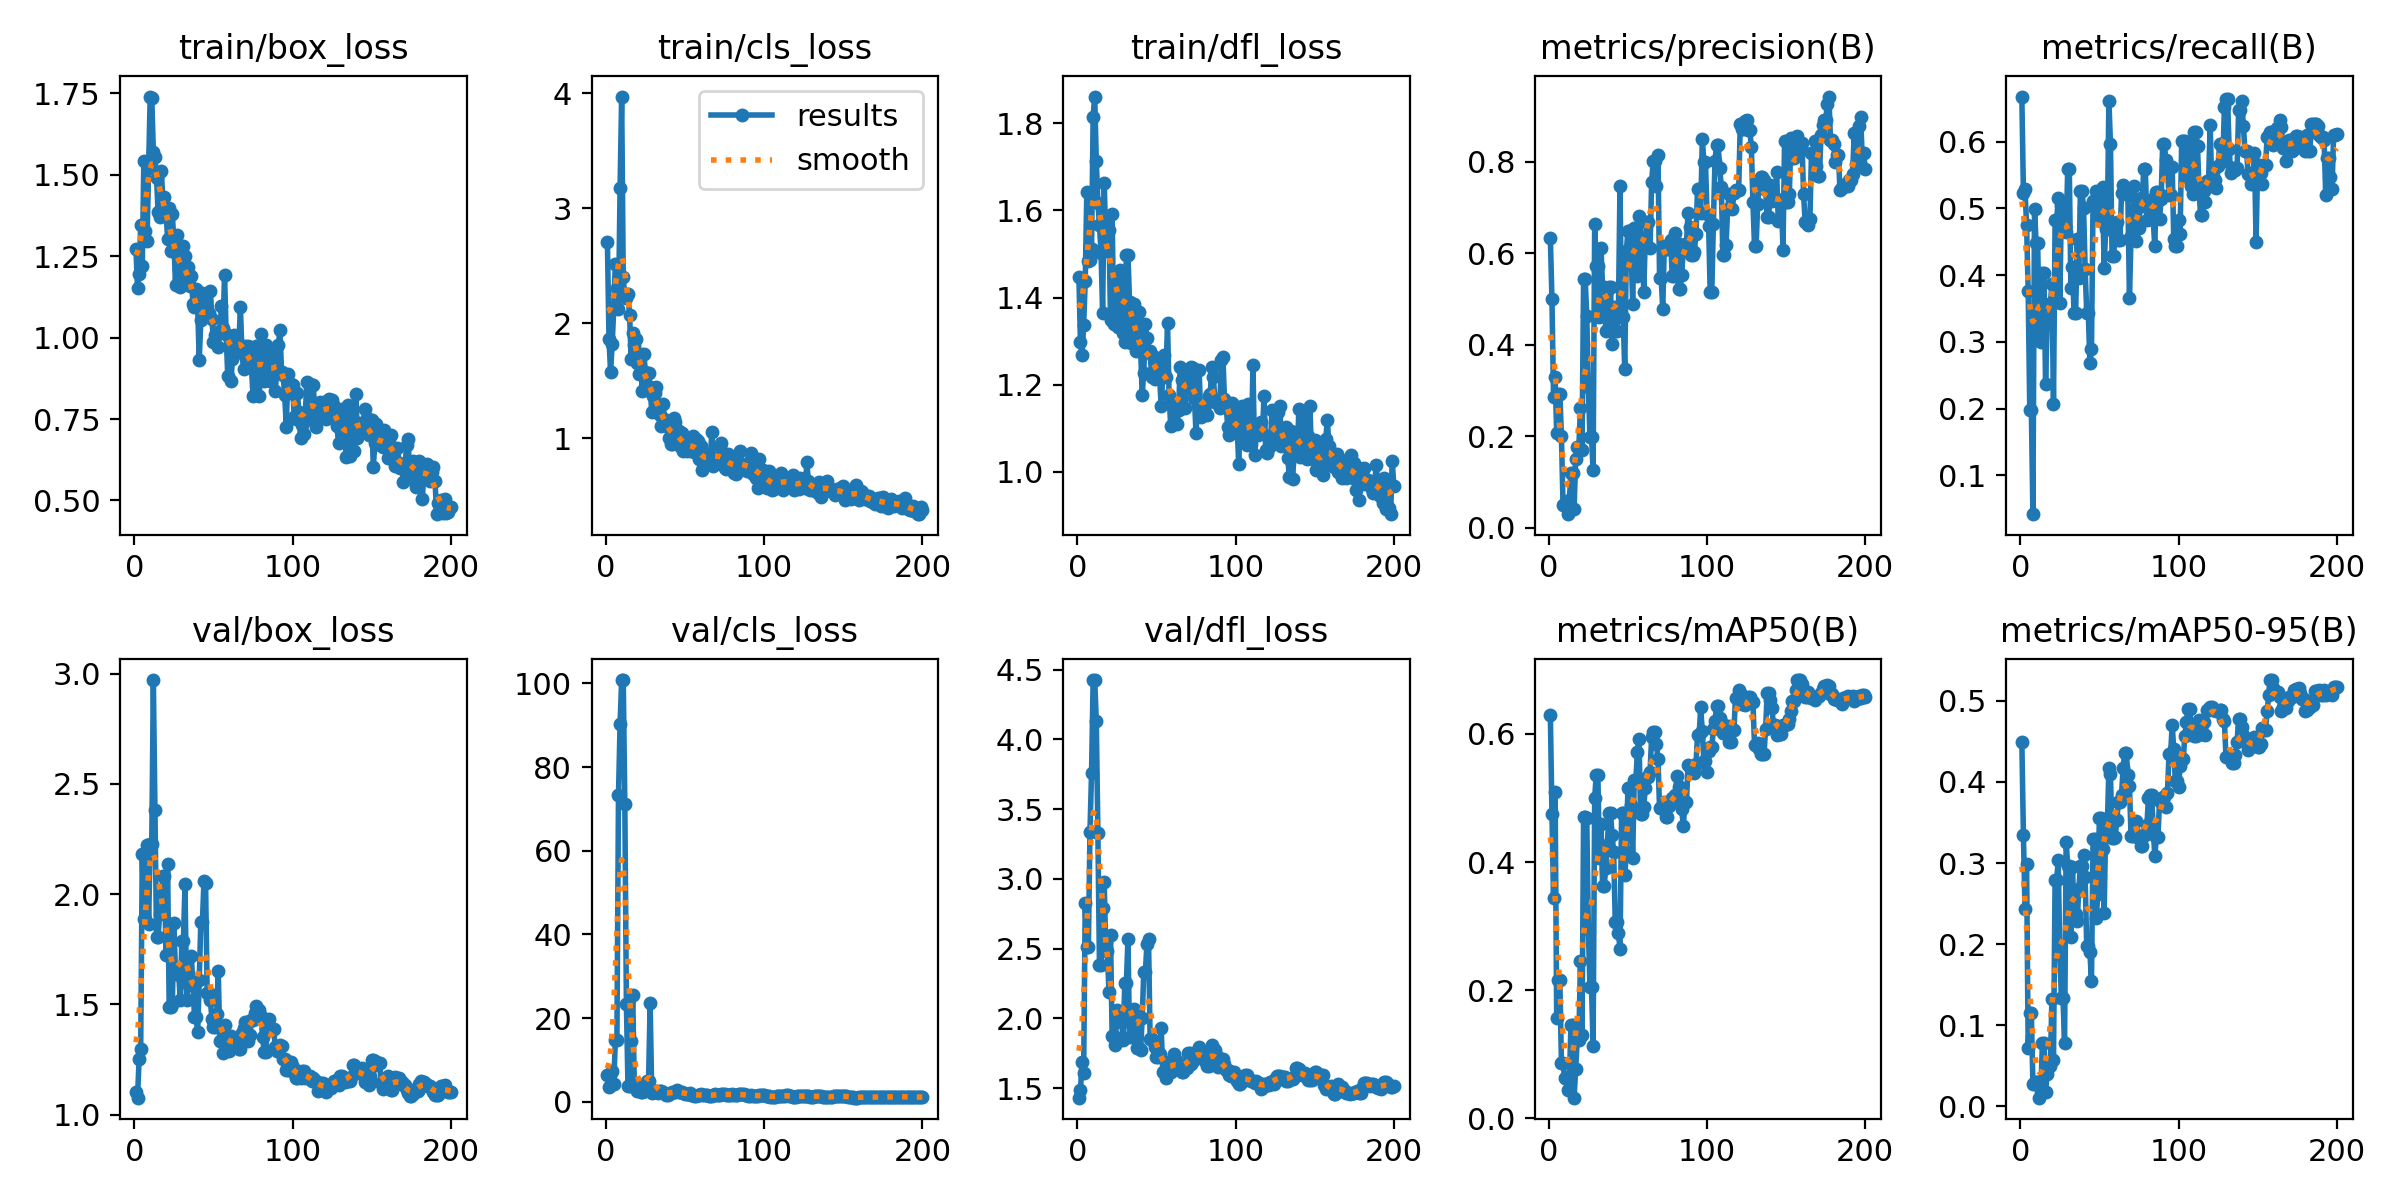 train/box_loss
1.75
1.50
1.25
1.00
0.75
0.50
0 100 200
train/cls_loss
results
smooth
4
3
2
1
0 100 200
train/dfl_loss
1.8
1.6
1.4
1.2
1.0
0 100 200
metrics/precision(B)
0.8
0.6
0.4
0.2
0.0
0 100 200
metrics/recall(B)
0.6
0.5
0.4
0.3
0.2
0.1
0 100 200
val/box_loss
3.0
2.5
2.0
1.5
1.0
0 100 200
val/cls_loss
100
80
60
40
20
0
0 100 200
val/dfl_loss
4.5
4.0
3.5
3.0
2.5
2.0
1.5
0 100 200
metrics/mAP50(B)
0.6
0.4
0.2
0.0
0 100 200
metrics/mAP50-95(B)
0.5
0.4
0.3
0.2
0.1
0.0
0 100 200